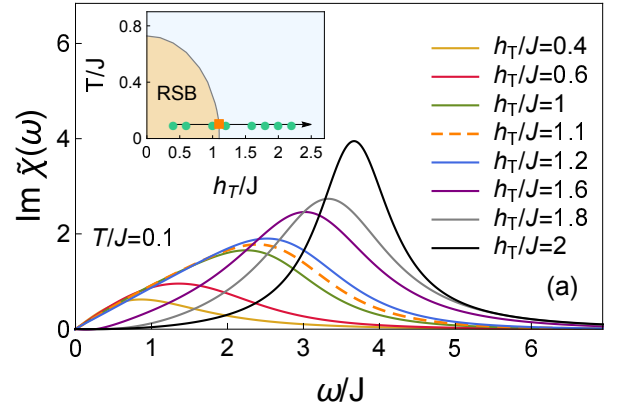 6
4
2
0
Im χ̃(ω)
0.8
0.4
0
T/J
RSB
0 0.5 1 1.5 2 2.5
h_T/J
T/J=0.1
h_T/J=0.4
h_T/J=0.6
h_T/J=1
h_T/J=1.1
h_T/J=1.2
h_T/J=1.6
h_T/J=1.8
h_T/J=2
(a)
0 1 2 3 4 5 6
ω/J